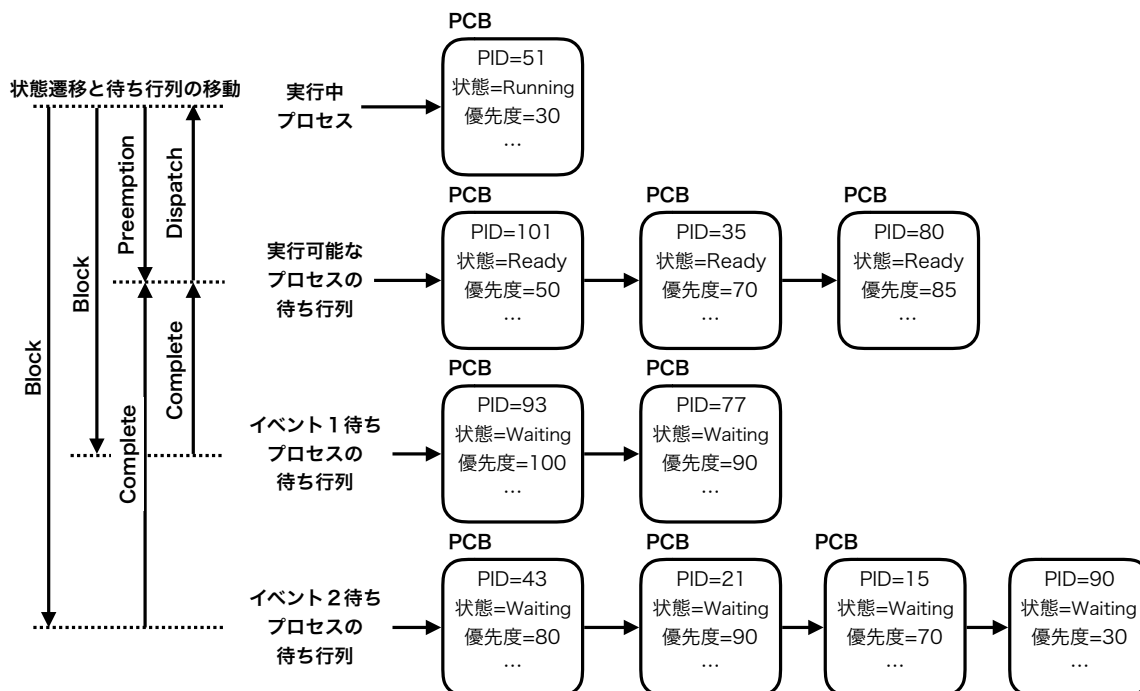 PCB
PID=51
状態=Running
優先度=30
...
状態遷移と待ち行列の移動
実行中
プロセス
Block
Block
Preemption
Dispatch
Complete
Complete
PCB
PCB
PCB
実行可能な
プロセスの
待ち行列
PID=101
状態=Ready
優先度=50
...
PID=35
状態=Ready
優先度=70
...
PID=80
状態=Ready
優先度=85
...
PCB
PCB
イベント１待ち
プロセスの
待ち行列
PID=93
状態=Waiting
優先度=100
...
PID=77
状態=Waiting
優先度=90
...
PCB
PCB
PCB
イベント２待ち
プロセスの
待ち行列
PID=43
状態=Waiting
優先度=80
...
PID=21
状態=Waiting
優先度=90
...
PID=15
状態=Waiting
優先度=70
...
PID=90
状態=Waiting
優先度=30
...